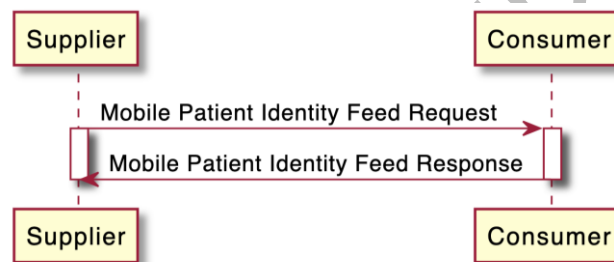 Supplier
Consumer
Mobile Patient Identity Feed Request
Mobile Patient Identity Feed Response
Supplier
Consumer